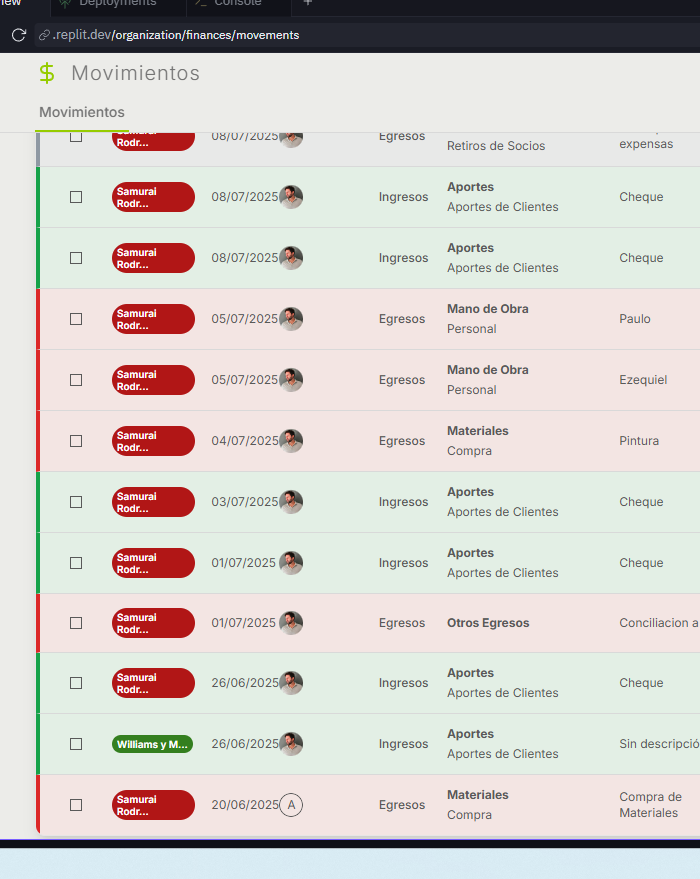 Deployments
Console
.replit.dev/organization/finances/movements
$ Movimientos
Movimientos
Samurai
Rodr...
08/07/2025
Egresos
Retiros de Socios
expensas
Samurai
Rodr...
08/07/2025
Ingresos
Aportes
Aportes de Clientes
Cheque
Samurai
Rodr...
08/07/2025
Ingresos
Aportes
Aportes de Clientes
Cheque
Samurai
Rodr...
05/07/2025
Egresos
Mano de Obra
Personal
Paulo
Samurai
Rodr...
05/07/2025
Egresos
Mano de Obra
Personal
Ezequiel
Samurai
Rodr...
04/07/2025
Egresos
Materiales
Compra
Pintura
Samurai
Rodr...
03/07/2025
Ingresos
Aportes
Aportes de Clientes
Cheque
Samurai
Rodr...
01/07/2025
Ingresos
Aportes
Aportes de Clientes
Cheque
Samurai
Rodr...
01/07/2025
Egresos
Otros Egresos
Conciliacion a
Samurai
Rodr...
26/06/2025
Ingresos
Aportes
Aportes de Clientes
Cheque
Williams y M...
26/06/2025
Ingresos
Aportes
Aportes de Clientes
Sin descripció
Samurai
Rodr...
20/06/2025
A
Egresos
Materiales
Compra
Compra de
Materiales